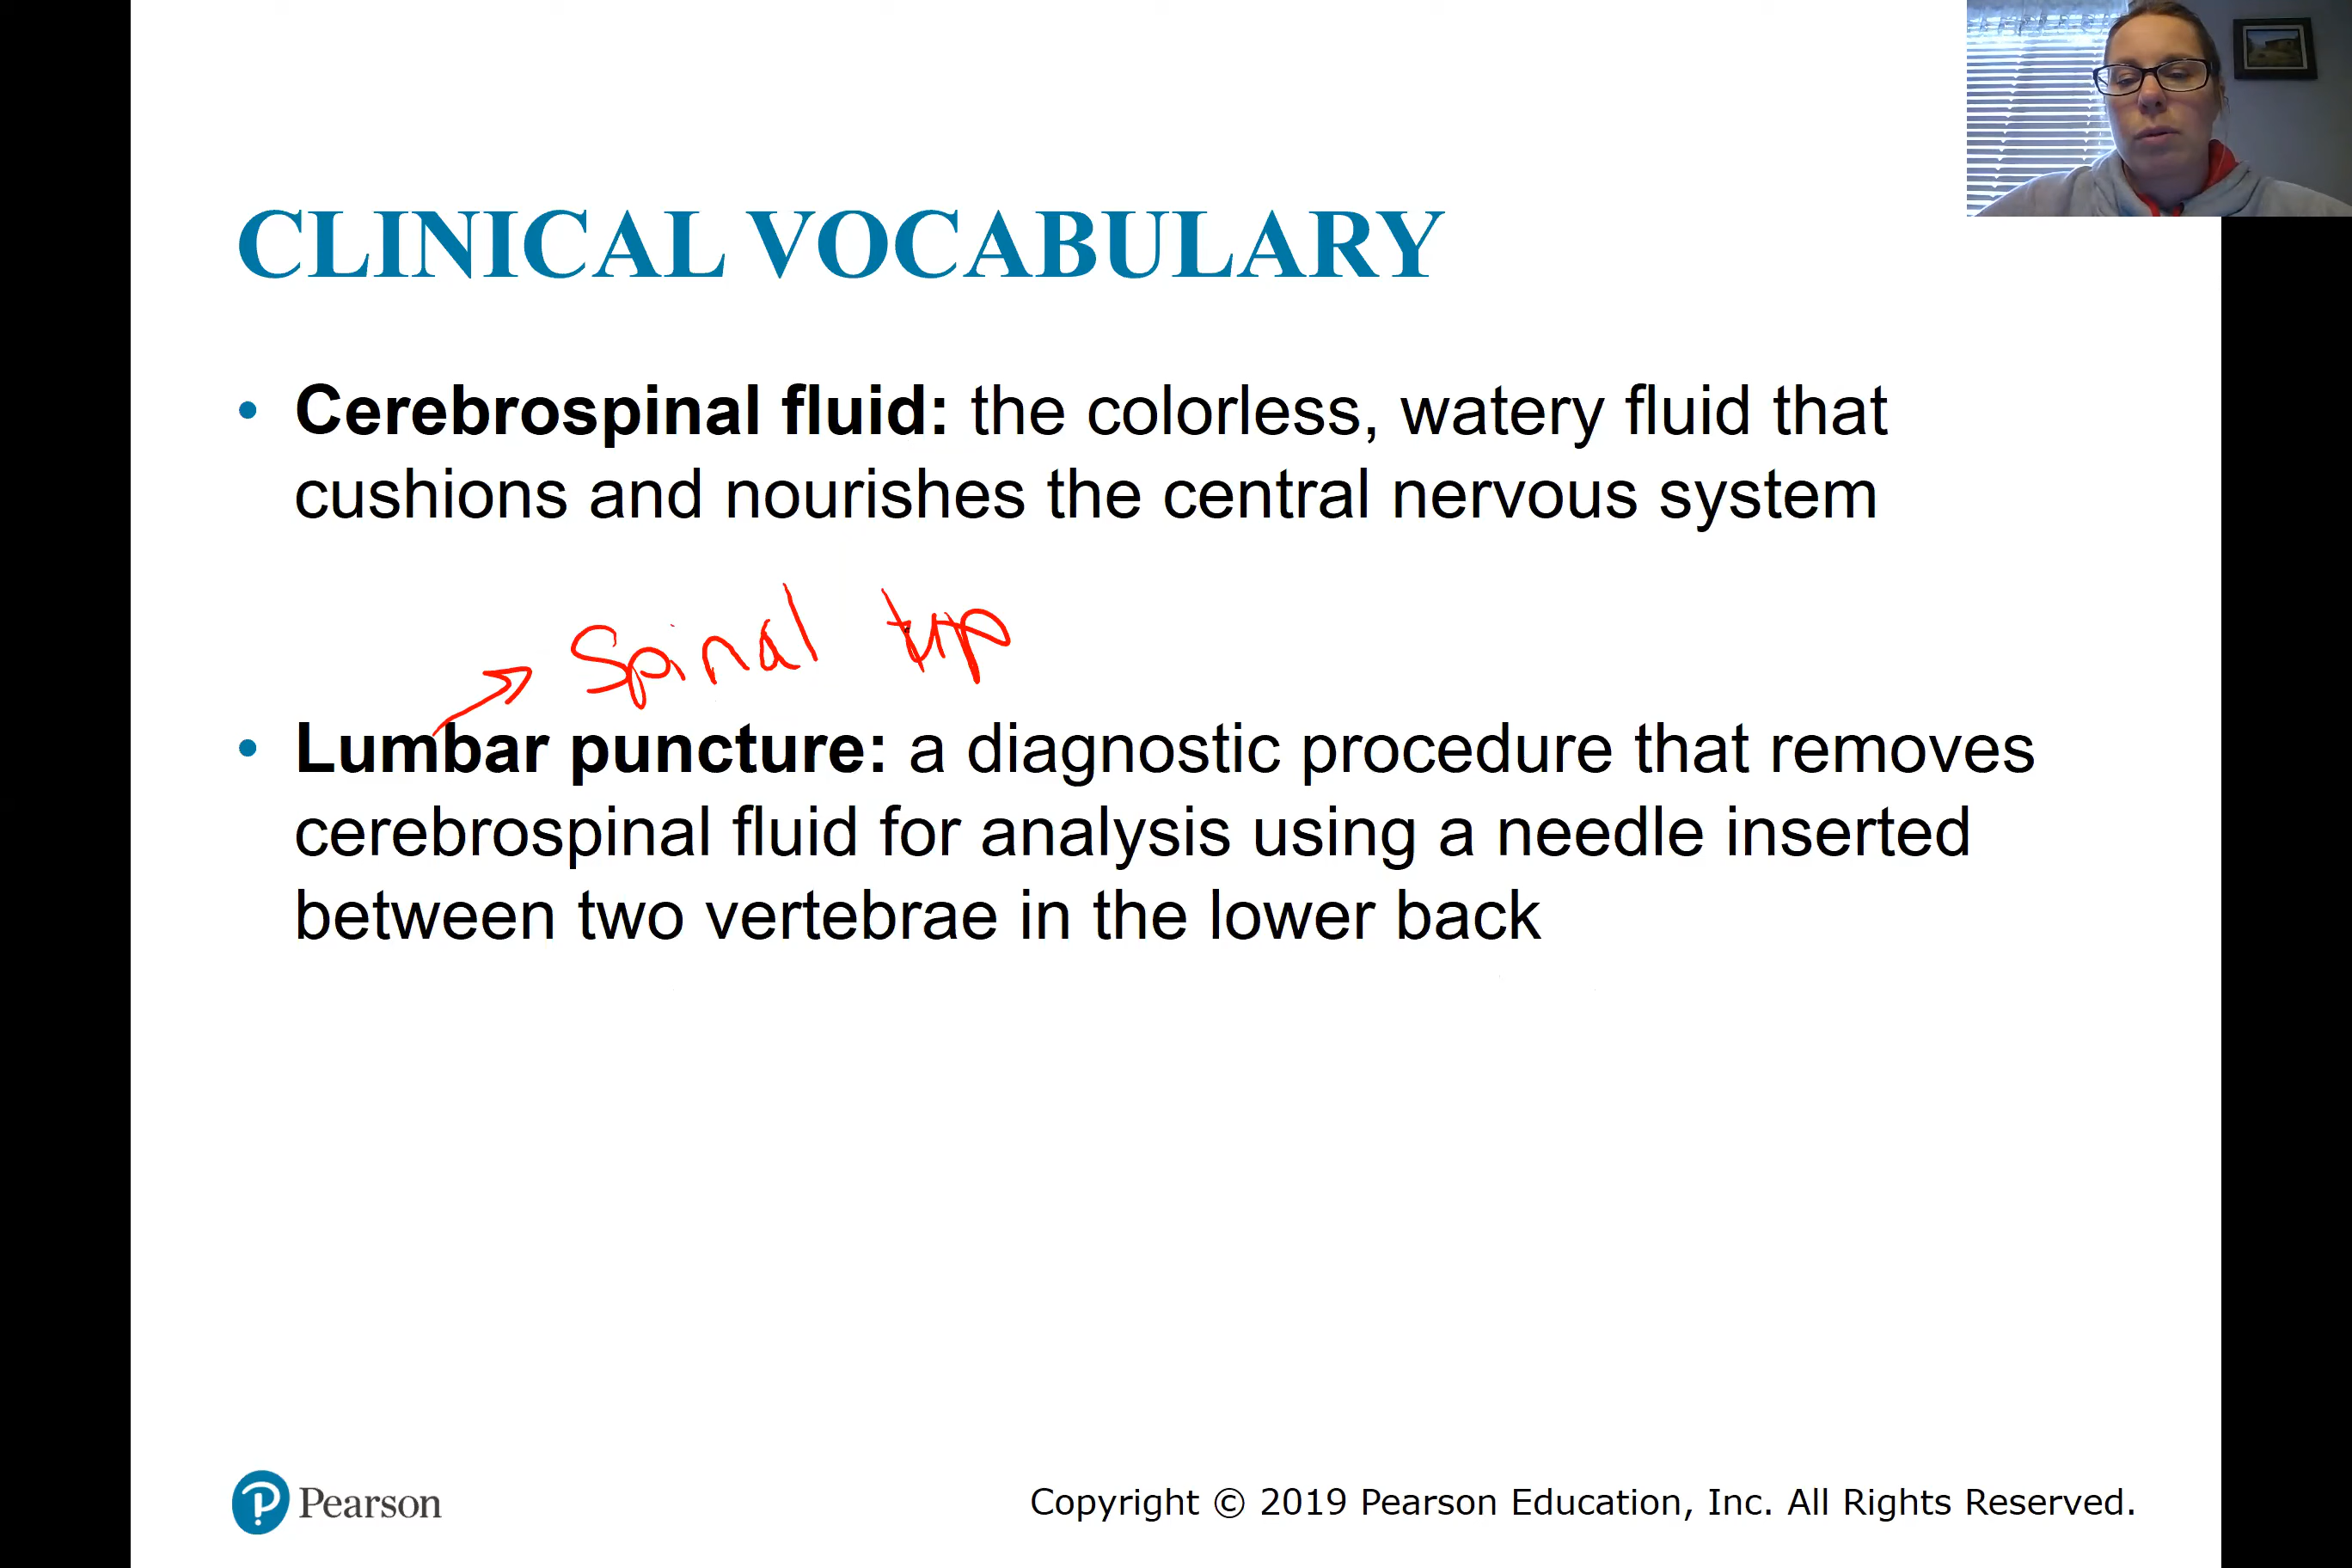 CLINICAL VOCABULARY
• Cerebrospinal fluid: the colorless, watery fluid that
cushions and nourishes the central nervous system
Spinal tap
• Lumbar puncture: a diagnostic procedure that removes
cerebrospinal fluid for analysis using a needle inserted
between two vertebrae in the lower back
Pearson
Copyright © 2019 Pearson Education, Inc. All Rights Reserved.